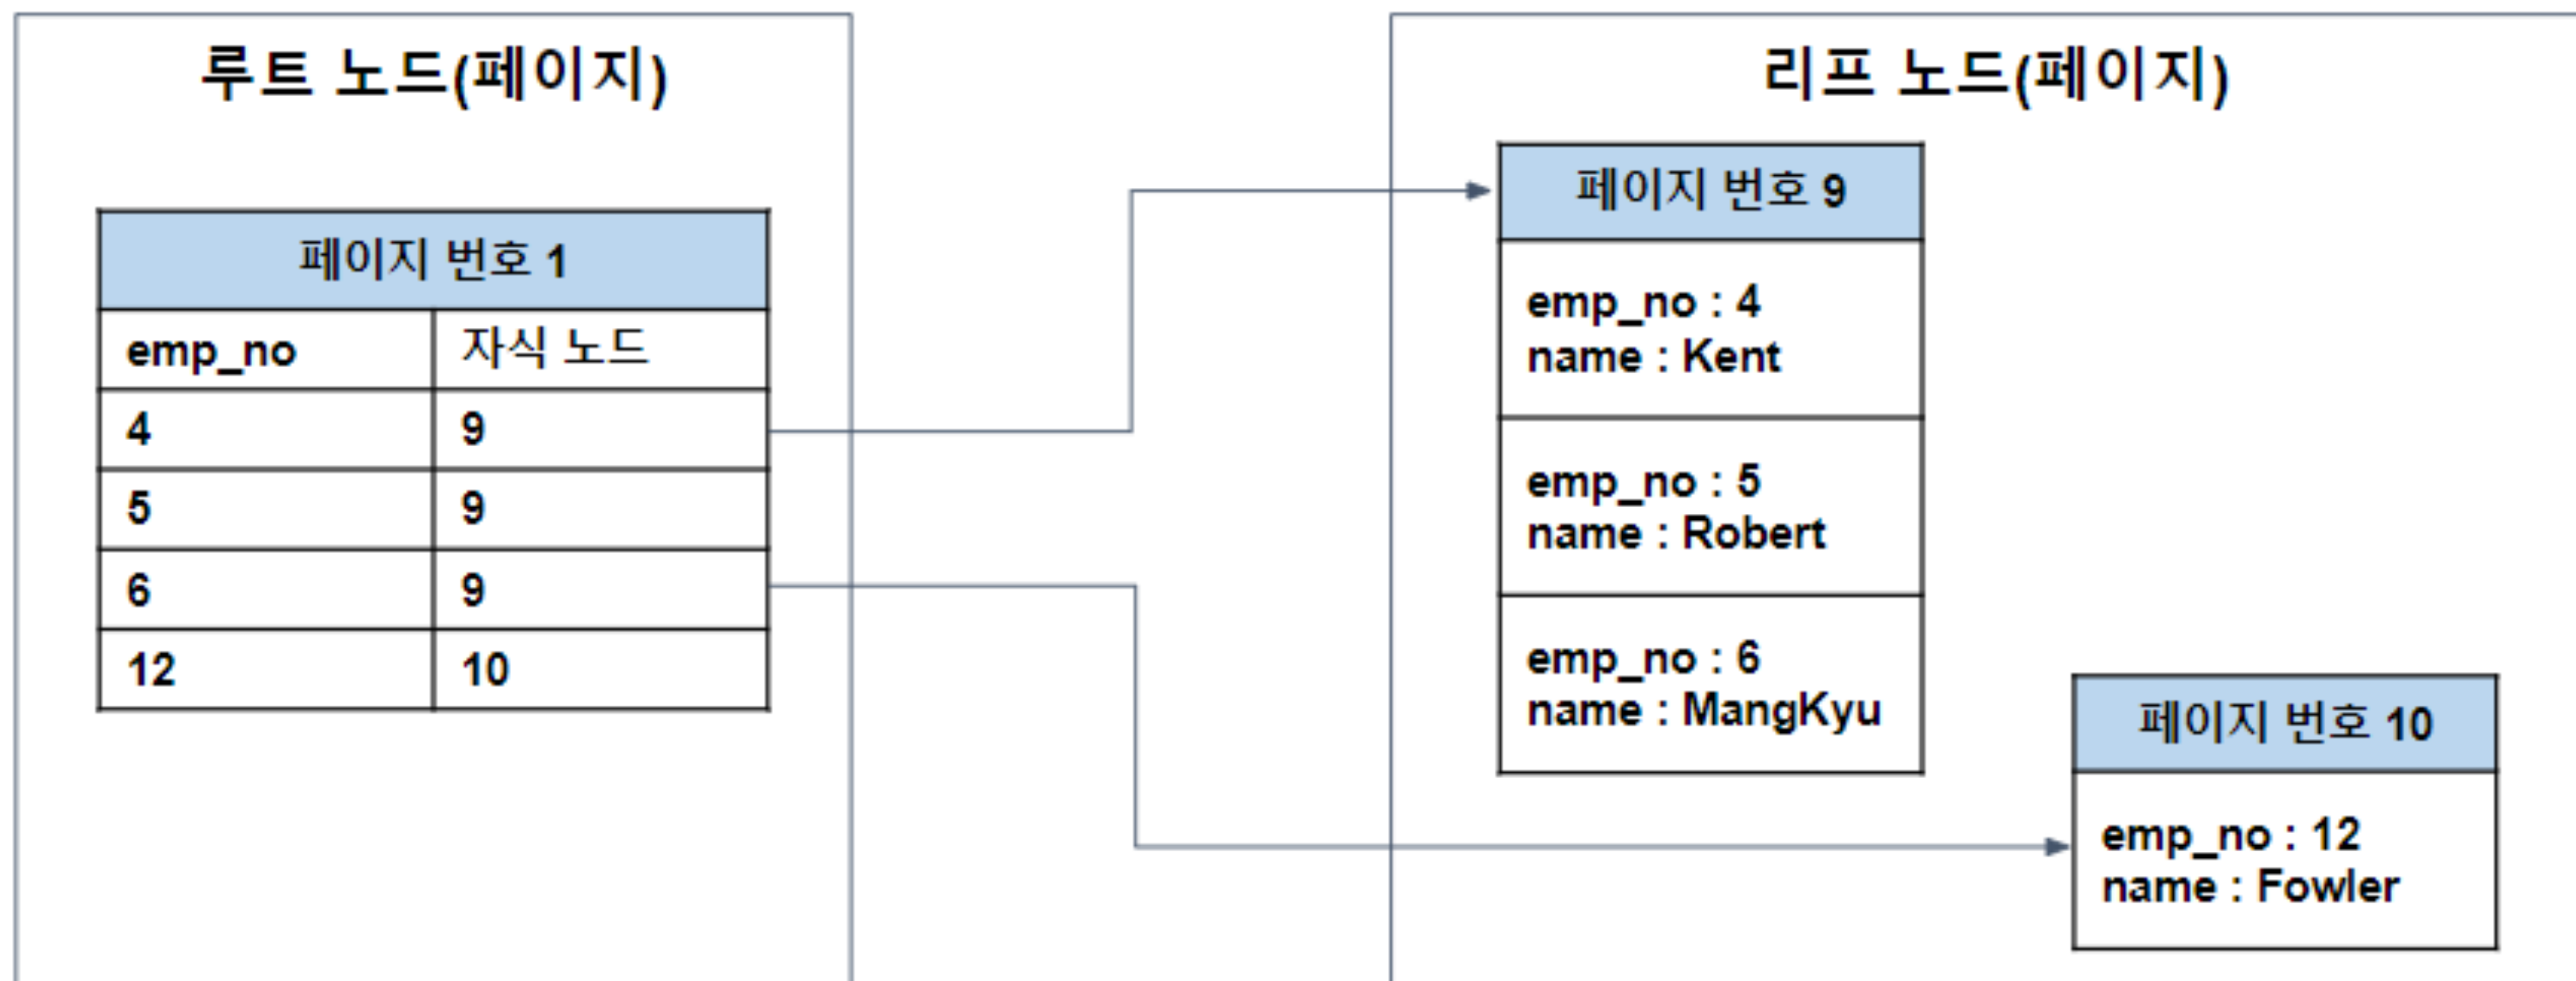 루트 노드(페이지)
페이지 번호 1
emp_no 자식 노드
4 9
5 9
6 9
12 10
리프 노드(페이지)
페이지 번호 9
emp_no : 4
name : Kent
emp_no : 5
name : Robert
emp_no : 6
name : MangKyu
페이지 번호 10
emp_no : 12
name : Fowler